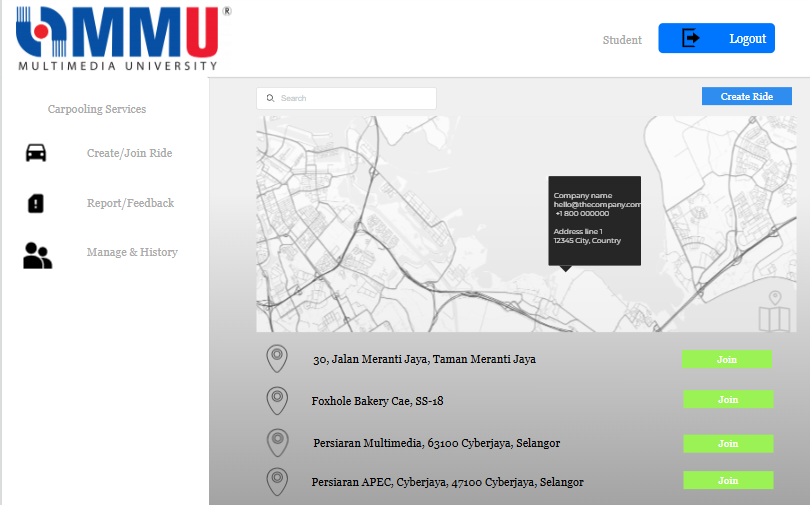 MMU®
MULTIMEDIA UNIVERSITY
Student
Logout
Carpooling Services
Create/Join Ride
Report/Feedback
Manage & History
Search
Create Ride
Company name
hello@thecompany.com
+1 800 000000
Address line 1
12345 City, Country
30, Jalan Meranti Jaya, Taman Meranti Jaya
Join
Foxhole Bakery Cae, SS-18
Join
Persiaran Multimedia, 63100 Cyberjaya, Selangor
Join
Persiaran APEC, Cyberjaya, 47100 Cyberjaya, Selangor
Join